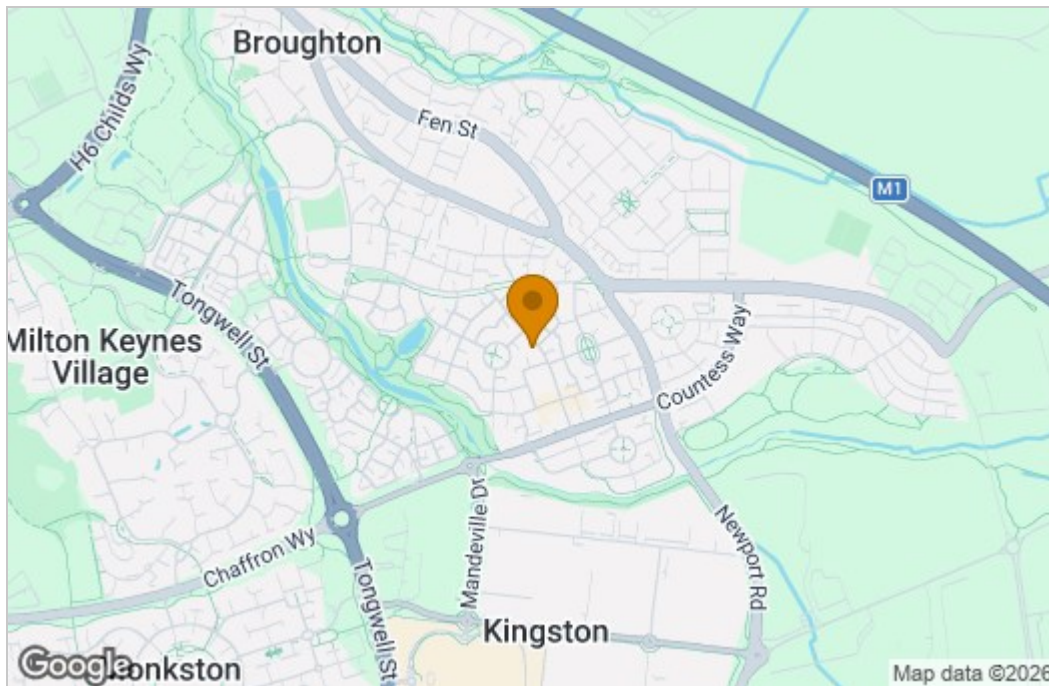 Broughton
H6 Childs Wy
Fen St
M1
Tongwell St
Milton Keynes
Village
Countess Way
Mandeville Dr
Newport Rd
Chaffron Wy
Tongwell St
Kingston
Google
onkston
Map data ©2026